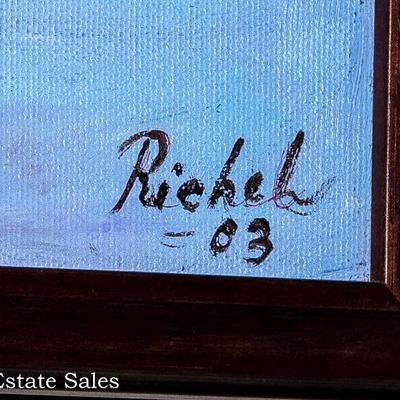 Richel
- 03
Estate Sales